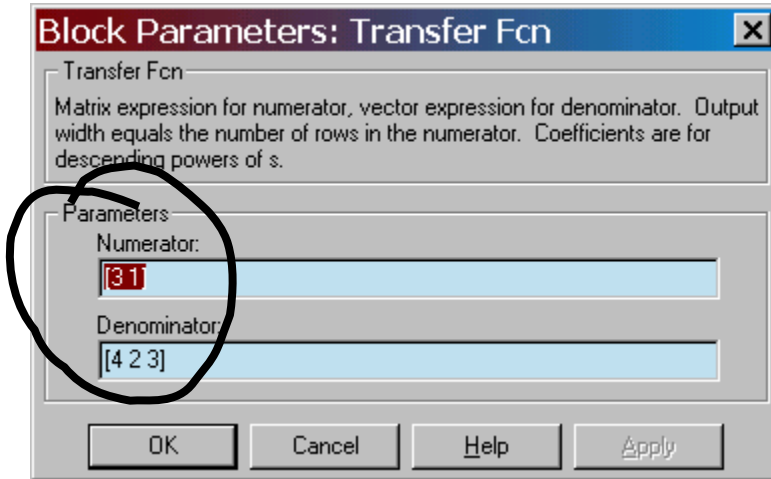 Block Parameters: Transfer Fcn
Transfer Fcn
Matrix expression for numerator, vector expression for denominator. Output
width equals the number of rows in the numerator. Coefficients are for
descending powers of s.
Parameters
Numerator:
[3 1]
Denominator:
[4 2 3]
OK Cancel Help Apply